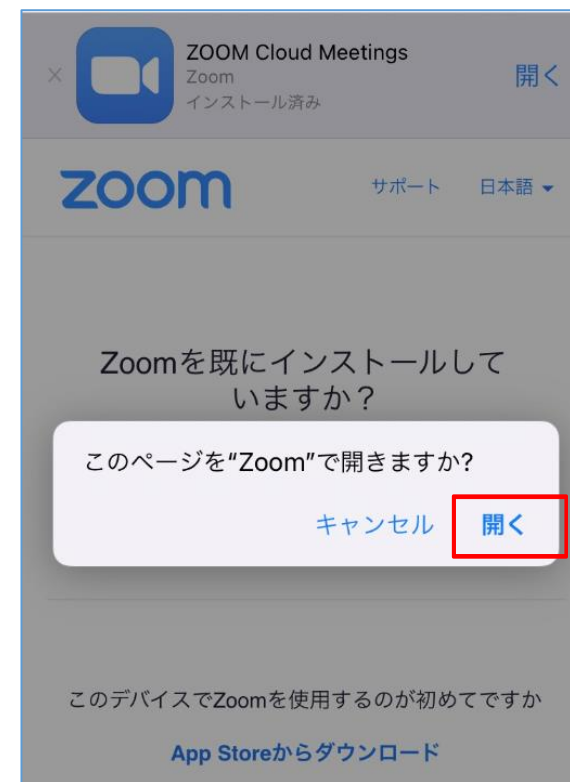 ZOOM Cloud Meetings
Zoom
インストール済み
開く
zoom
サポート 日本語
Zoomを既にインストールして
いますか？
このページを“Zoom”で開きますか?
キャンセル 開く
このデバイスでZoomを使用するのが初めてですか
App Storeからダウンロード